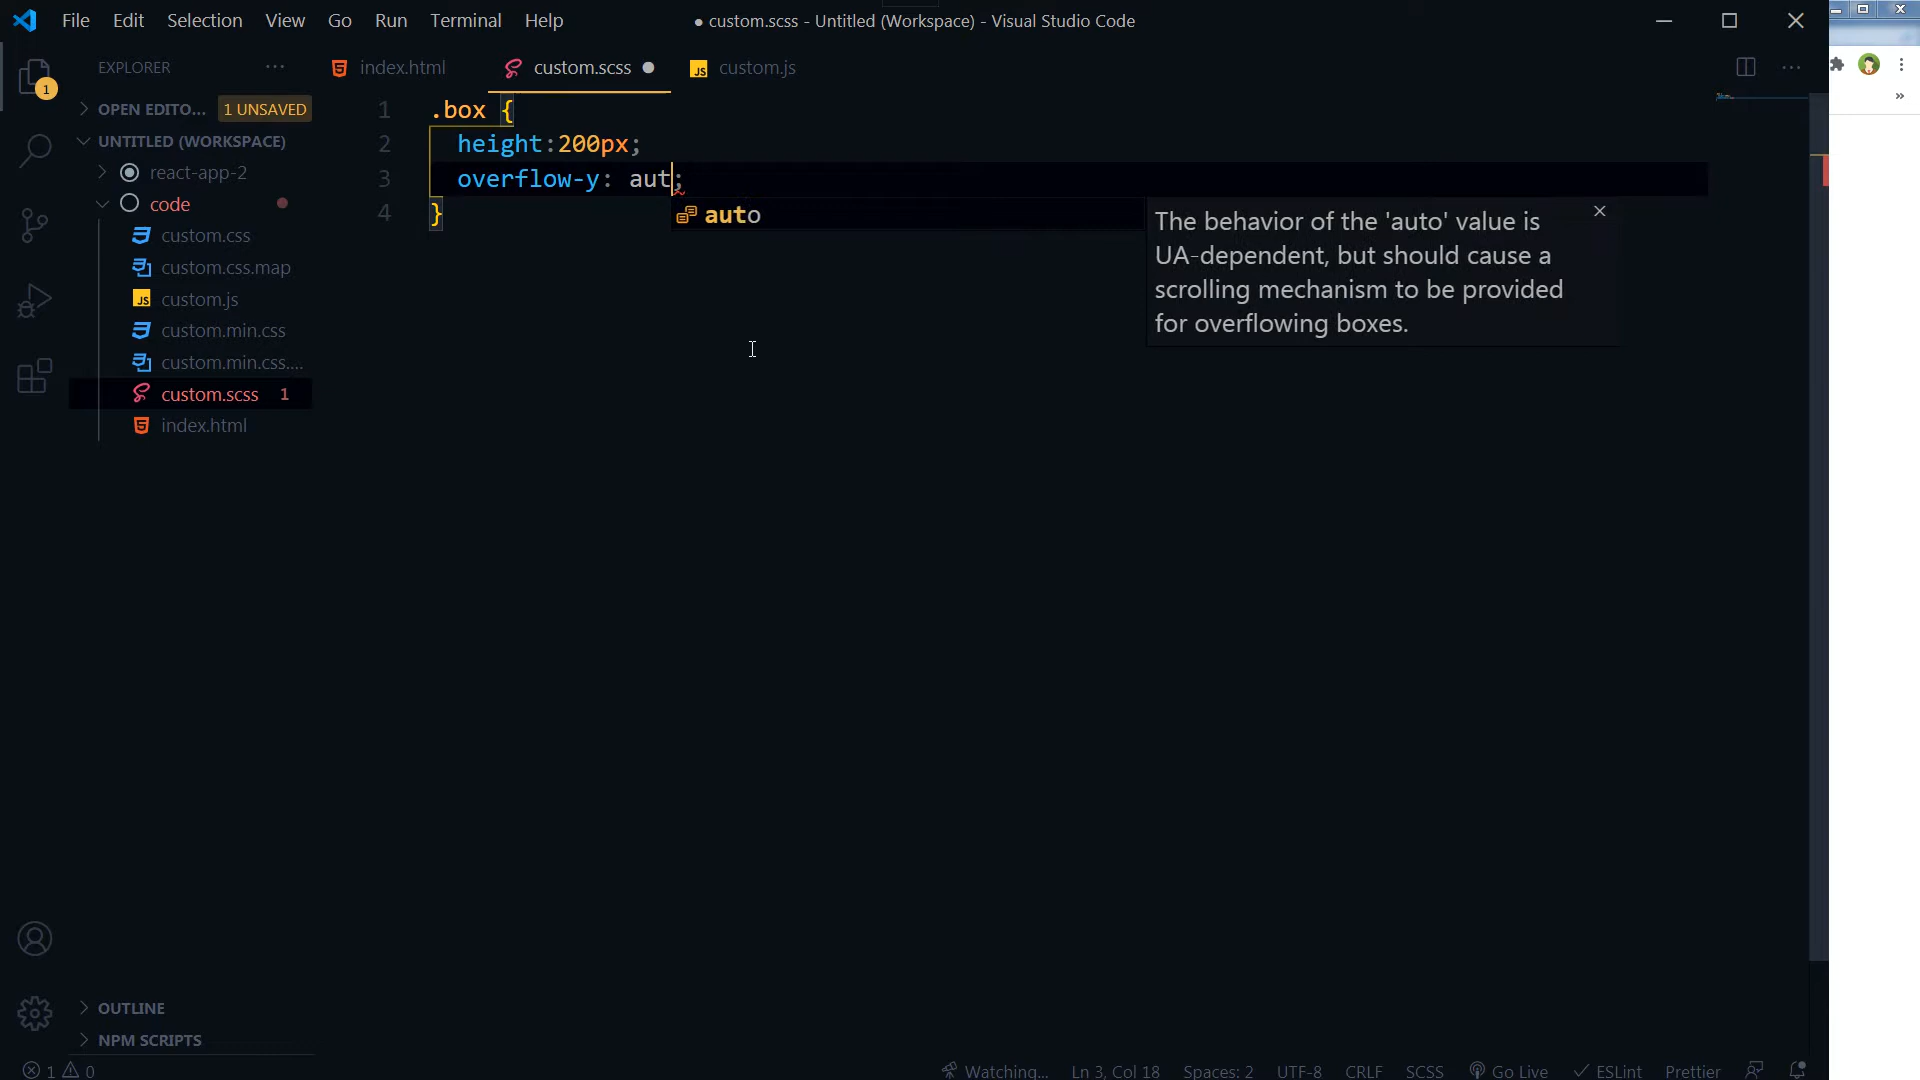 File Edit Selection View Go Run Terminal Help
● custom.scss - Untitled (Workspace) - Visual Studio Code
EXPLORER
index.html
custom.scss
JS custom.js
1
OPEN EDITO... 1 UNSAVED
UNTITLED (WORKSPACE)
react-app-2
code
custom.css
custom.css.map
JS custom.js
custom.min.css
custom.min.css....
custom.scss 1
index.html
1 .box {
2 height:200px;
3 overflow-y: aut;
4 }
auto
The behavior of the 'auto' value is
UA-dependent, but should cause a
scrolling mechanism to be provided
for overflowing boxes.
OUTLINE
NPM SCRIPTS
1 0
Watching... Ln 3, Col 18 Spaces: 2 UTF-8 CRLF SCSS Go Live ESLint Prettier